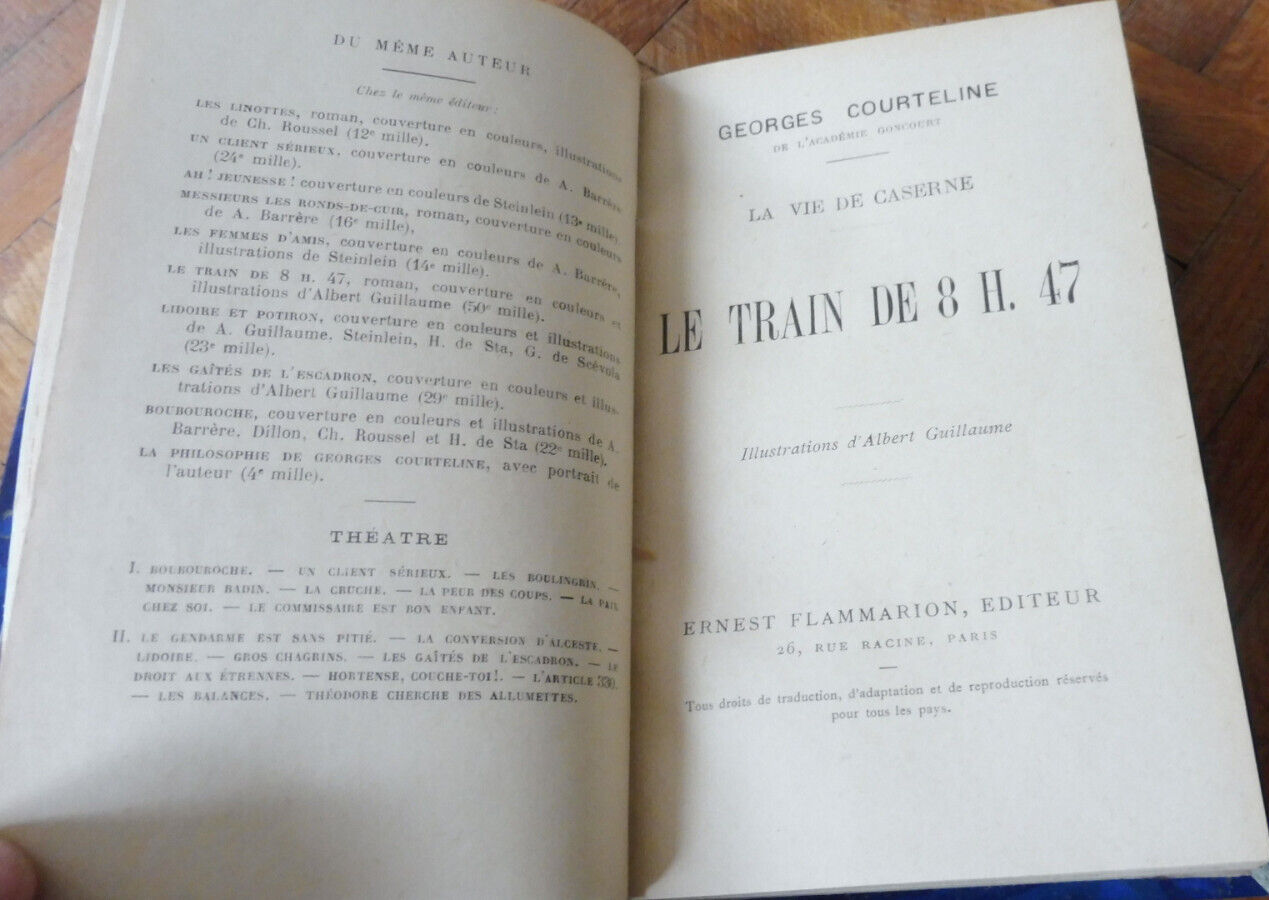 DU MÊME AUTEUR
Chez le même éditeur:
LES LINOTTES, roman, couverture en couleurs, illustrations
de Ch. Roussel (12e mille).
UN CLIENT SÉRIEUX, couverture en couleurs de A. Barrère
(24e mille).
AH! JEUNESSE! couverture en couleurs de Steinlein (13e mille).
MESSIEURS LES RONDS-DE-CUIR, roman, couverture en couleurs
de A. Barrère (16e mille),
LES FEMMES D'AMIS, couverture en couleurs de A. Barrère,
illustrations de Steinlein (14e mille).
LE TRAIN DE 8 H. 47, roman, couverture en couleurs et
illustrations d'Albert Guillaume (50e mille).
LIDOIRE ET POTIRON, couverture en couleurs et illustrations
de A. Guillaume, Steinlein, H. de Sta, G. de Scévola
(23e mille).
LES GAÎTÉS DE L'ESCADRON, couverture en couleurs et illus-
trations d'Albert Guillaume (29e mille).
BOUBOUROCHE, couverture en couleurs et illustrations de A.
Barrère, Dillon, Ch. Roussel et H. de Sta (22e mille).
LA PHILOSOPHIE DE GEORGES COURTELINE, avec portrait de
l'auteur (4e mille).
THÉATRE
I. BOUBOUROCHE. — UN CLIENT SÉRIEUX. — LES BOULINGRIN. —
MONSIEUR BADIN. — LA CRUCHE. — LA PEUR DES COUPS. — LA PAIX
CHEZ SOI. — LE COMMISSAIRE EST BON ENFANT.
II. LE GENDARME EST SANS PITIÉ. — LA CONVERSION D'ALCESTE. —
LIDOIRE. — GROS CHAGRINS. — LES GAÎTÉS DE L'ESCADRON. — LE
DROIT AUX ÉTRENNES. — HORTENSE, COUCHE-TOI!. — L'ARTICLE 330.
— LES BALANCES. — THÉODORE CHERCHE DES ALLUMETTES.
GEORGES COURTELINE
DE L'ACADÉMIE GONCOURT
LA VIE DE CASERNE
LE TRAIN DE 8 H. 47
Illustrations d'Albert Guillaume
ERNEST FLAMMARION, EDITEUR
26, RUE RACINE, PARIS
Tous droits de traduction, d'adaptation et de reproduction réservés
pour tous les pays.